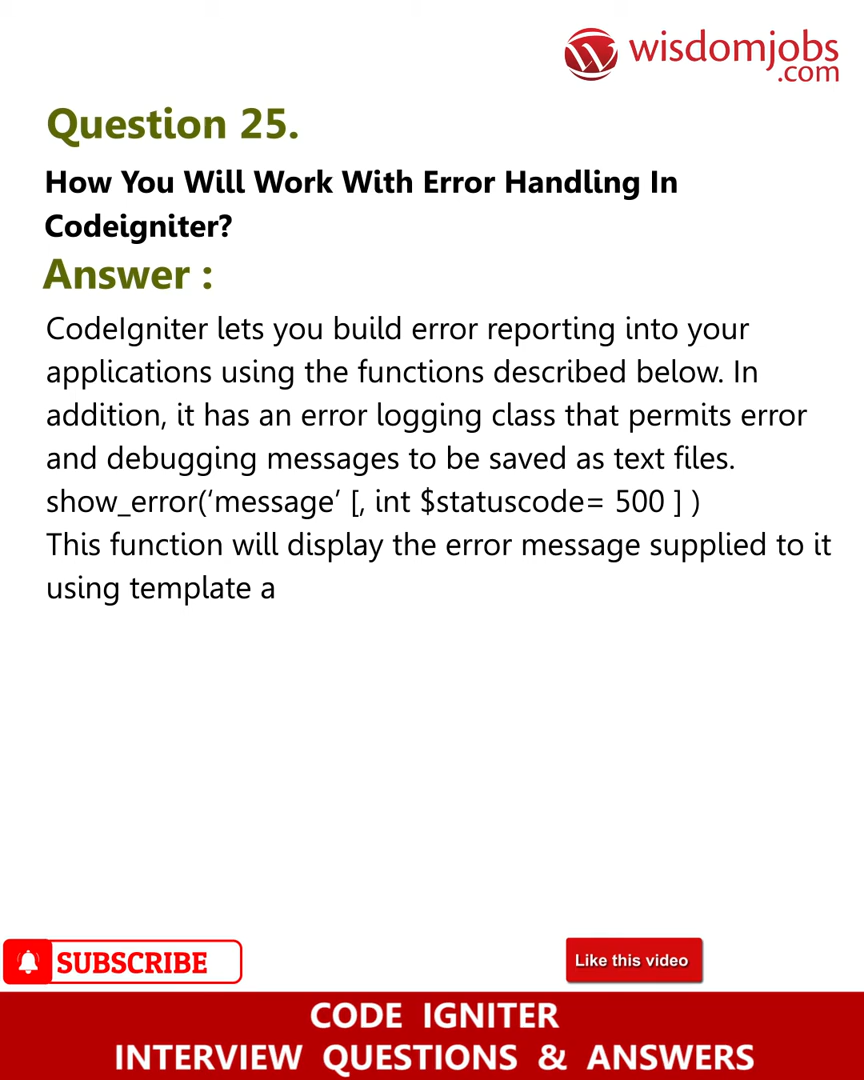 wisdomjobs
.com
Question 25.
How You Will Work With Error Handling In
Codeigniter?
Answer :
CodeIgniter lets you build error reporting into your
applications using the functions described below. In
addition, it has an error logging class that permits error
and debugging messages to be saved as text files.
show_error(‘message’ [, int $statuscode= 500 ] )
This function will display the error message supplied to it
using template a
SUBSCRIBE
Like this video
CODE IGNITER
INTERVIEW QUESTIONS & ANSWERS